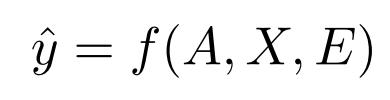 ŷ = f(A, X, E)